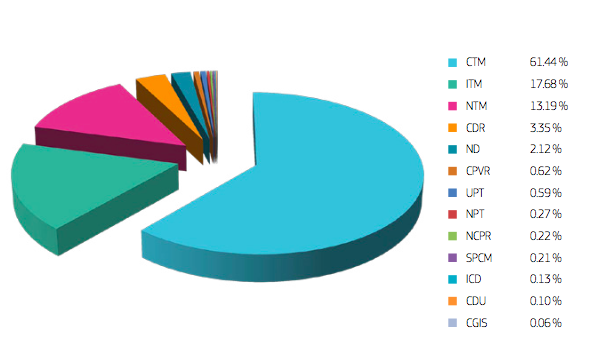 CTM 61.44 %
ITM 17.68 %
NTM 13.19 %
CDR 3.35 %
ND 2.12 %
CPVR 0.62 %
UPT 0.59 %
NPT 0.27 %
NCPR 0.22 %
SPCM 0.21 %
ICD 0.13 %
CDU 0.10 %
CGIS 0.06 %